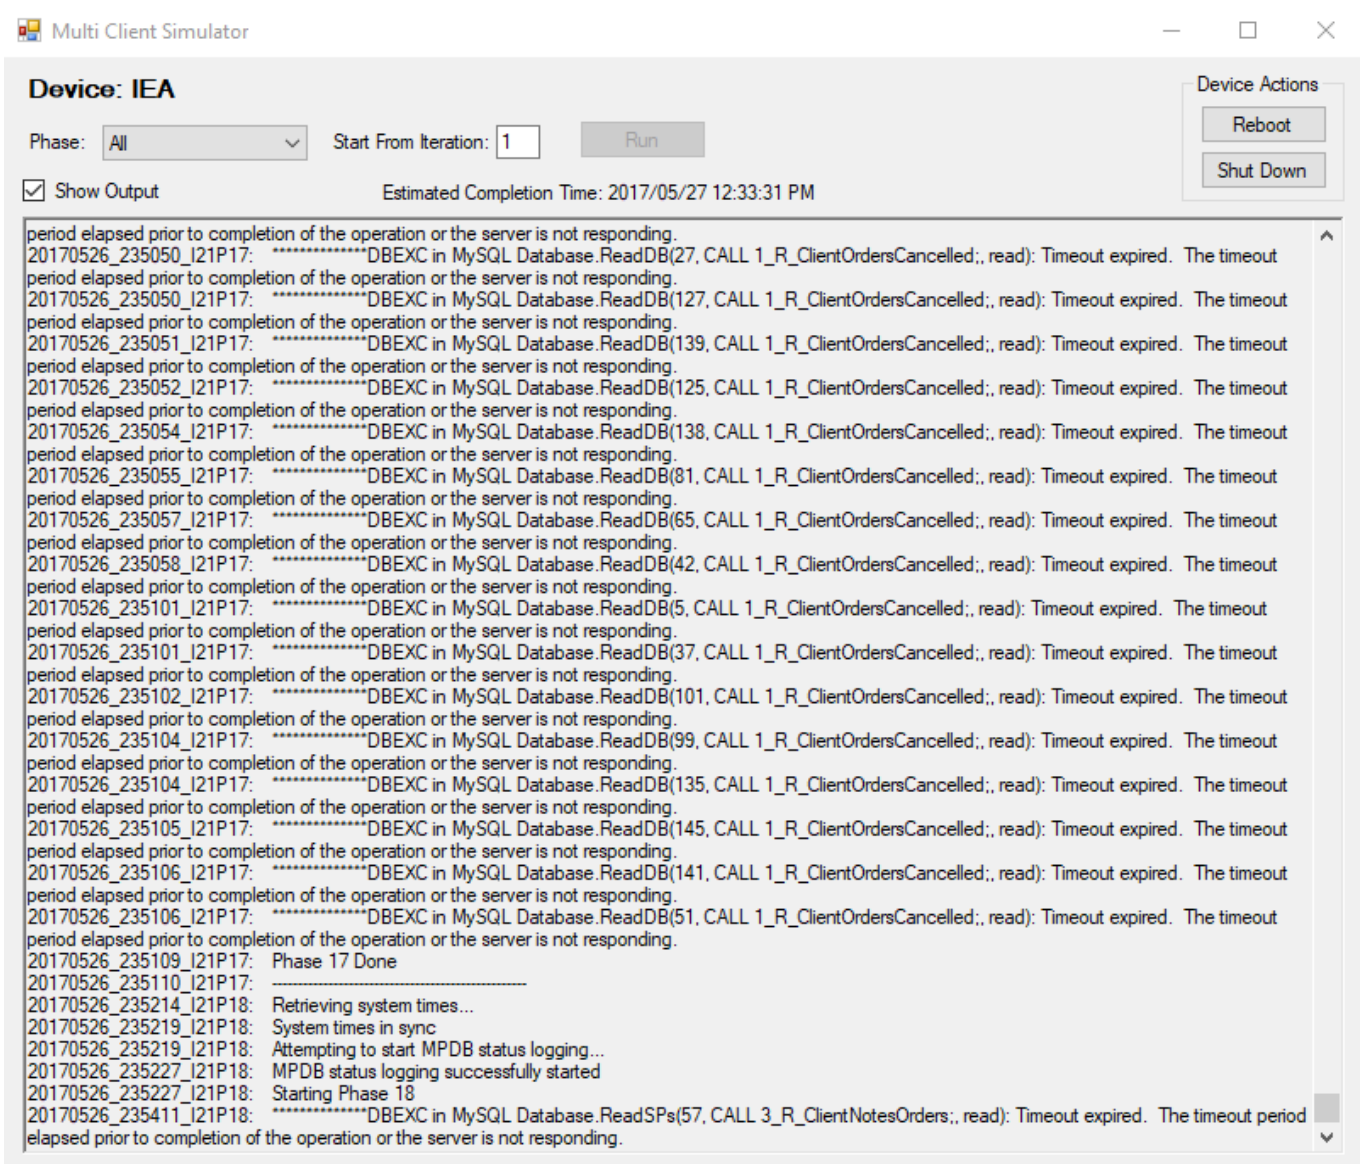 Multi Client Simulator
Device: IEA
Device Actions
Phase: All Start From Iteration: 1 Run
Reboot
Shut Down
Show Output Estimated Completion Time: 2017/05/27 12:33:31 PM
period elapsed prior to completion of the operation or the server is not responding.
20170526_235050_I21P17: ***************DBEXC in MySQL Database.ReadDB(27, CALL 1_R_ClientOrdersCancelled;, read): Timeout expired. The timeout
period elapsed prior to completion of the operation or the server is not responding.
20170526_235050_I21P17: ***************DBEXC in MySQL Database.ReadDB(127, CALL 1_R_ClientOrdersCancelled;, read): Timeout expired. The timeout
period elapsed prior to completion of the operation or the server is not responding.
20170526_235051_I21P17: ***************DBEXC in MySQL Database.ReadDB(139, CALL 1_R_ClientOrdersCancelled;, read): Timeout expired. The timeout
period elapsed prior to completion of the operation or the server is not responding.
20170526_235052_I21P17: ***************DBEXC in MySQL Database.ReadDB(125, CALL 1_R_ClientOrdersCancelled;, read): Timeout expired. The timeout
period elapsed prior to completion of the operation or the server is not responding.
20170526_235054_I21P17: ***************DBEXC in MySQL Database.ReadDB(138, CALL 1_R_ClientOrdersCancelled;, read): Timeout expired. The timeout
period elapsed prior to completion of the operation or the server is not responding.
20170526_235055_I21P17: ***************DBEXC in MySQL Database.ReadDB(81, CALL 1_R_ClientOrdersCancelled;, read): Timeout expired. The timeout
period elapsed prior to completion of the operation or the server is not responding.
20170526_235057_I21P17: ***************DBEXC in MySQL Database.ReadDB(65, CALL 1_R_ClientOrdersCancelled;, read): Timeout expired. The timeout
period elapsed prior to completion of the operation or the server is not responding.
20170526_235058_I21P17: ***************DBEXC in MySQL Database.ReadDB(42, CALL 1_R_ClientOrdersCancelled;, read): Timeout expired. The timeout
period elapsed prior to completion of the operation or the server is not responding.
20170526_235101_I21P17: ***************DBEXC in MySQL Database.ReadDB(5, CALL 1_R_ClientOrdersCancelled;, read): Timeout expired. The timeout
period elapsed prior to completion of the operation or the server is not responding.
20170526_235101_I21P17: ***************DBEXC in MySQL Database.ReadDB(37, CALL 1_R_ClientOrdersCancelled;, read): Timeout expired. The timeout
period elapsed prior to completion of the operation or the server is not responding.
20170526_235102_I21P17: ***************DBEXC in MySQL Database.ReadDB(101, CALL 1_R_ClientOrdersCancelled;, read): Timeout expired. The timeout
period elapsed prior to completion of the operation or the server is not responding.
20170526_235104_I21P17: ***************DBEXC in MySQL Database.ReadDB(99, CALL 1_R_ClientOrdersCancelled;, read): Timeout expired. The timeout
period elapsed prior to completion of the operation or the server is not responding.
20170526_235104_I21P17: ***************DBEXC in MySQL Database.ReadDB(135, CALL 1_R_ClientOrdersCancelled;, read): Timeout expired. The timeout
period elapsed prior to completion of the operation or the server is not responding.
20170526_235105_I21P17: ***************DBEXC in MySQL Database.ReadDB(145, CALL 1_R_ClientOrdersCancelled;, read): Timeout expired. The timeout
period elapsed prior to completion of the operation or the server is not responding.
20170526_235106_I21P17: ***************DBEXC in MySQL Database.ReadDB(141, CALL 1_R_ClientOrdersCancelled;, read): Timeout expired. The timeout
period elapsed prior to completion of the operation or the server is not responding.
20170526_235106_I21P17: ***************DBEXC in MySQL Database.ReadDB(51, CALL 1_R_ClientOrdersCancelled;, read): Timeout expired. The timeout
period elapsed prior to completion of the operation or the server is not responding.
20170526_235109_I21P17: Phase 17 Done
20170526_235110_I21P17: --------------------------------------------------
20170526_235214_I21P18: Retrieving system times...
20170526_235219_I21P18: System times in sync
20170526_235219_I21P18: Attempting to start MPDB status logging...
20170526_235227_I21P18: MPDB status logging successfully started
20170526_235227_I21P18: Starting Phase 18
20170526_235411_I21P18: ***************DBEXC in MySQL Database.ReadSPs(57, CALL 3_R_ClientNotesOrders;, read): Timeout expired. The timeout period
elapsed prior to completion of the operation or the server is not responding.